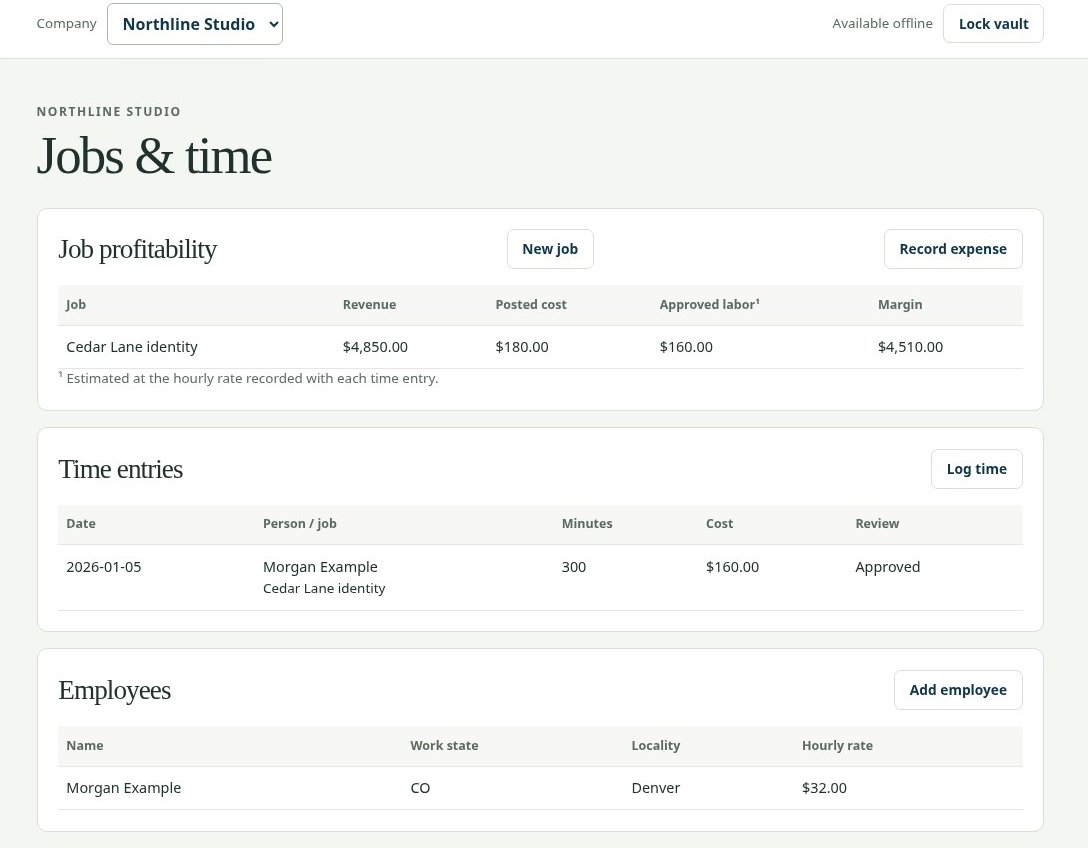 Company Northline Studio Available offline Lock vault
NORTHLINE STUDIO
Jobs & time
Job profitability New job Record expense
Job Revenue Posted cost Approved labor¹ Margin
Cedar Lane identity $4,850.00 $180.00 $160.00 $4,510.00
¹ Estimated at the hourly rate recorded with each time entry.
Time entries Log time
Date Person / job Minutes Cost Review
2026-01-05 Morgan Example 300 $160.00 Approved
Cedar Lane identity
Employees Add employee
Name Work state Locality Hourly rate
Morgan Example CO Denver $32.00